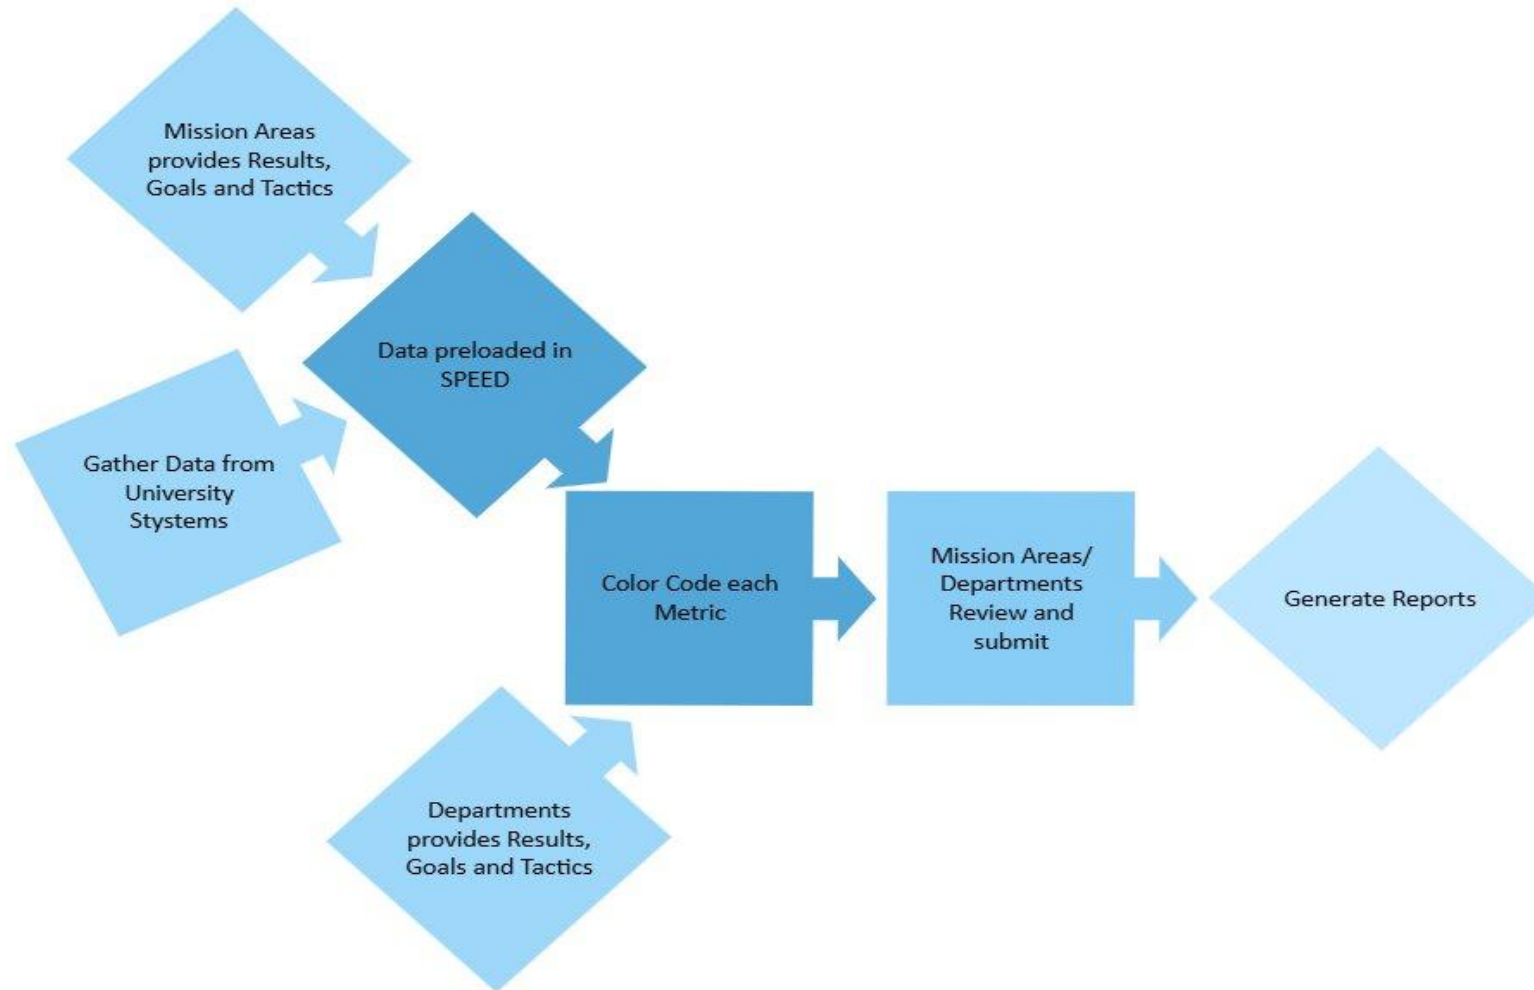 Mission Areas
provides Results,
Goals and Tactics
Data preloaded in
SPEED
Gather Data from
University
Stystems
Color Code each
Metric
Mission Areas/
Departments
Review and
submit
Generate Reports
Departments
provides Results,
Goals and Tactics